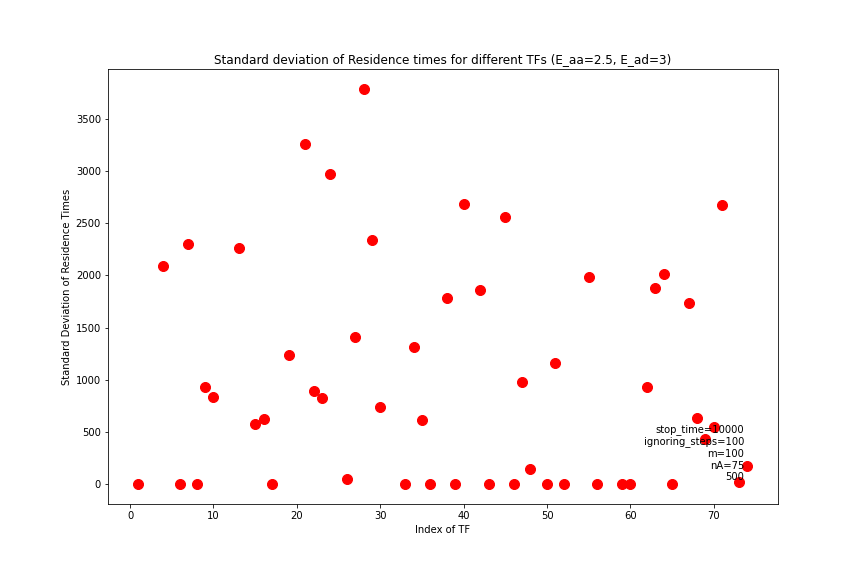 Standard deviation of Residence times for different TFs (E_aa=2.5, E_ad=3)
Standard Deviation of Residence Times
3500
3000
2500
2000
1500
1000
500
0
stop_time=10000
ignoring_steps=100
m=100
nA=75
500
0 10 20 30 40 50 60 70
Index of TF